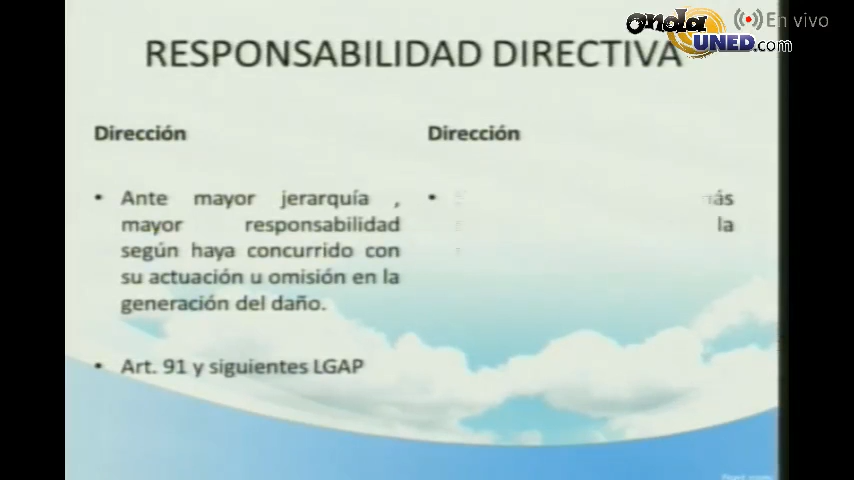 onda
UNED.com
En vivo
RESPONSABILIDAD DIRECTIVA
Dirección
• Ante mayor jerarquía ,
mayor responsabilidad
según haya concurrido con
su actuación u omisión en la
generación del daño.
• Art. 91 y siguientes LGAP
Dirección
• ás
la